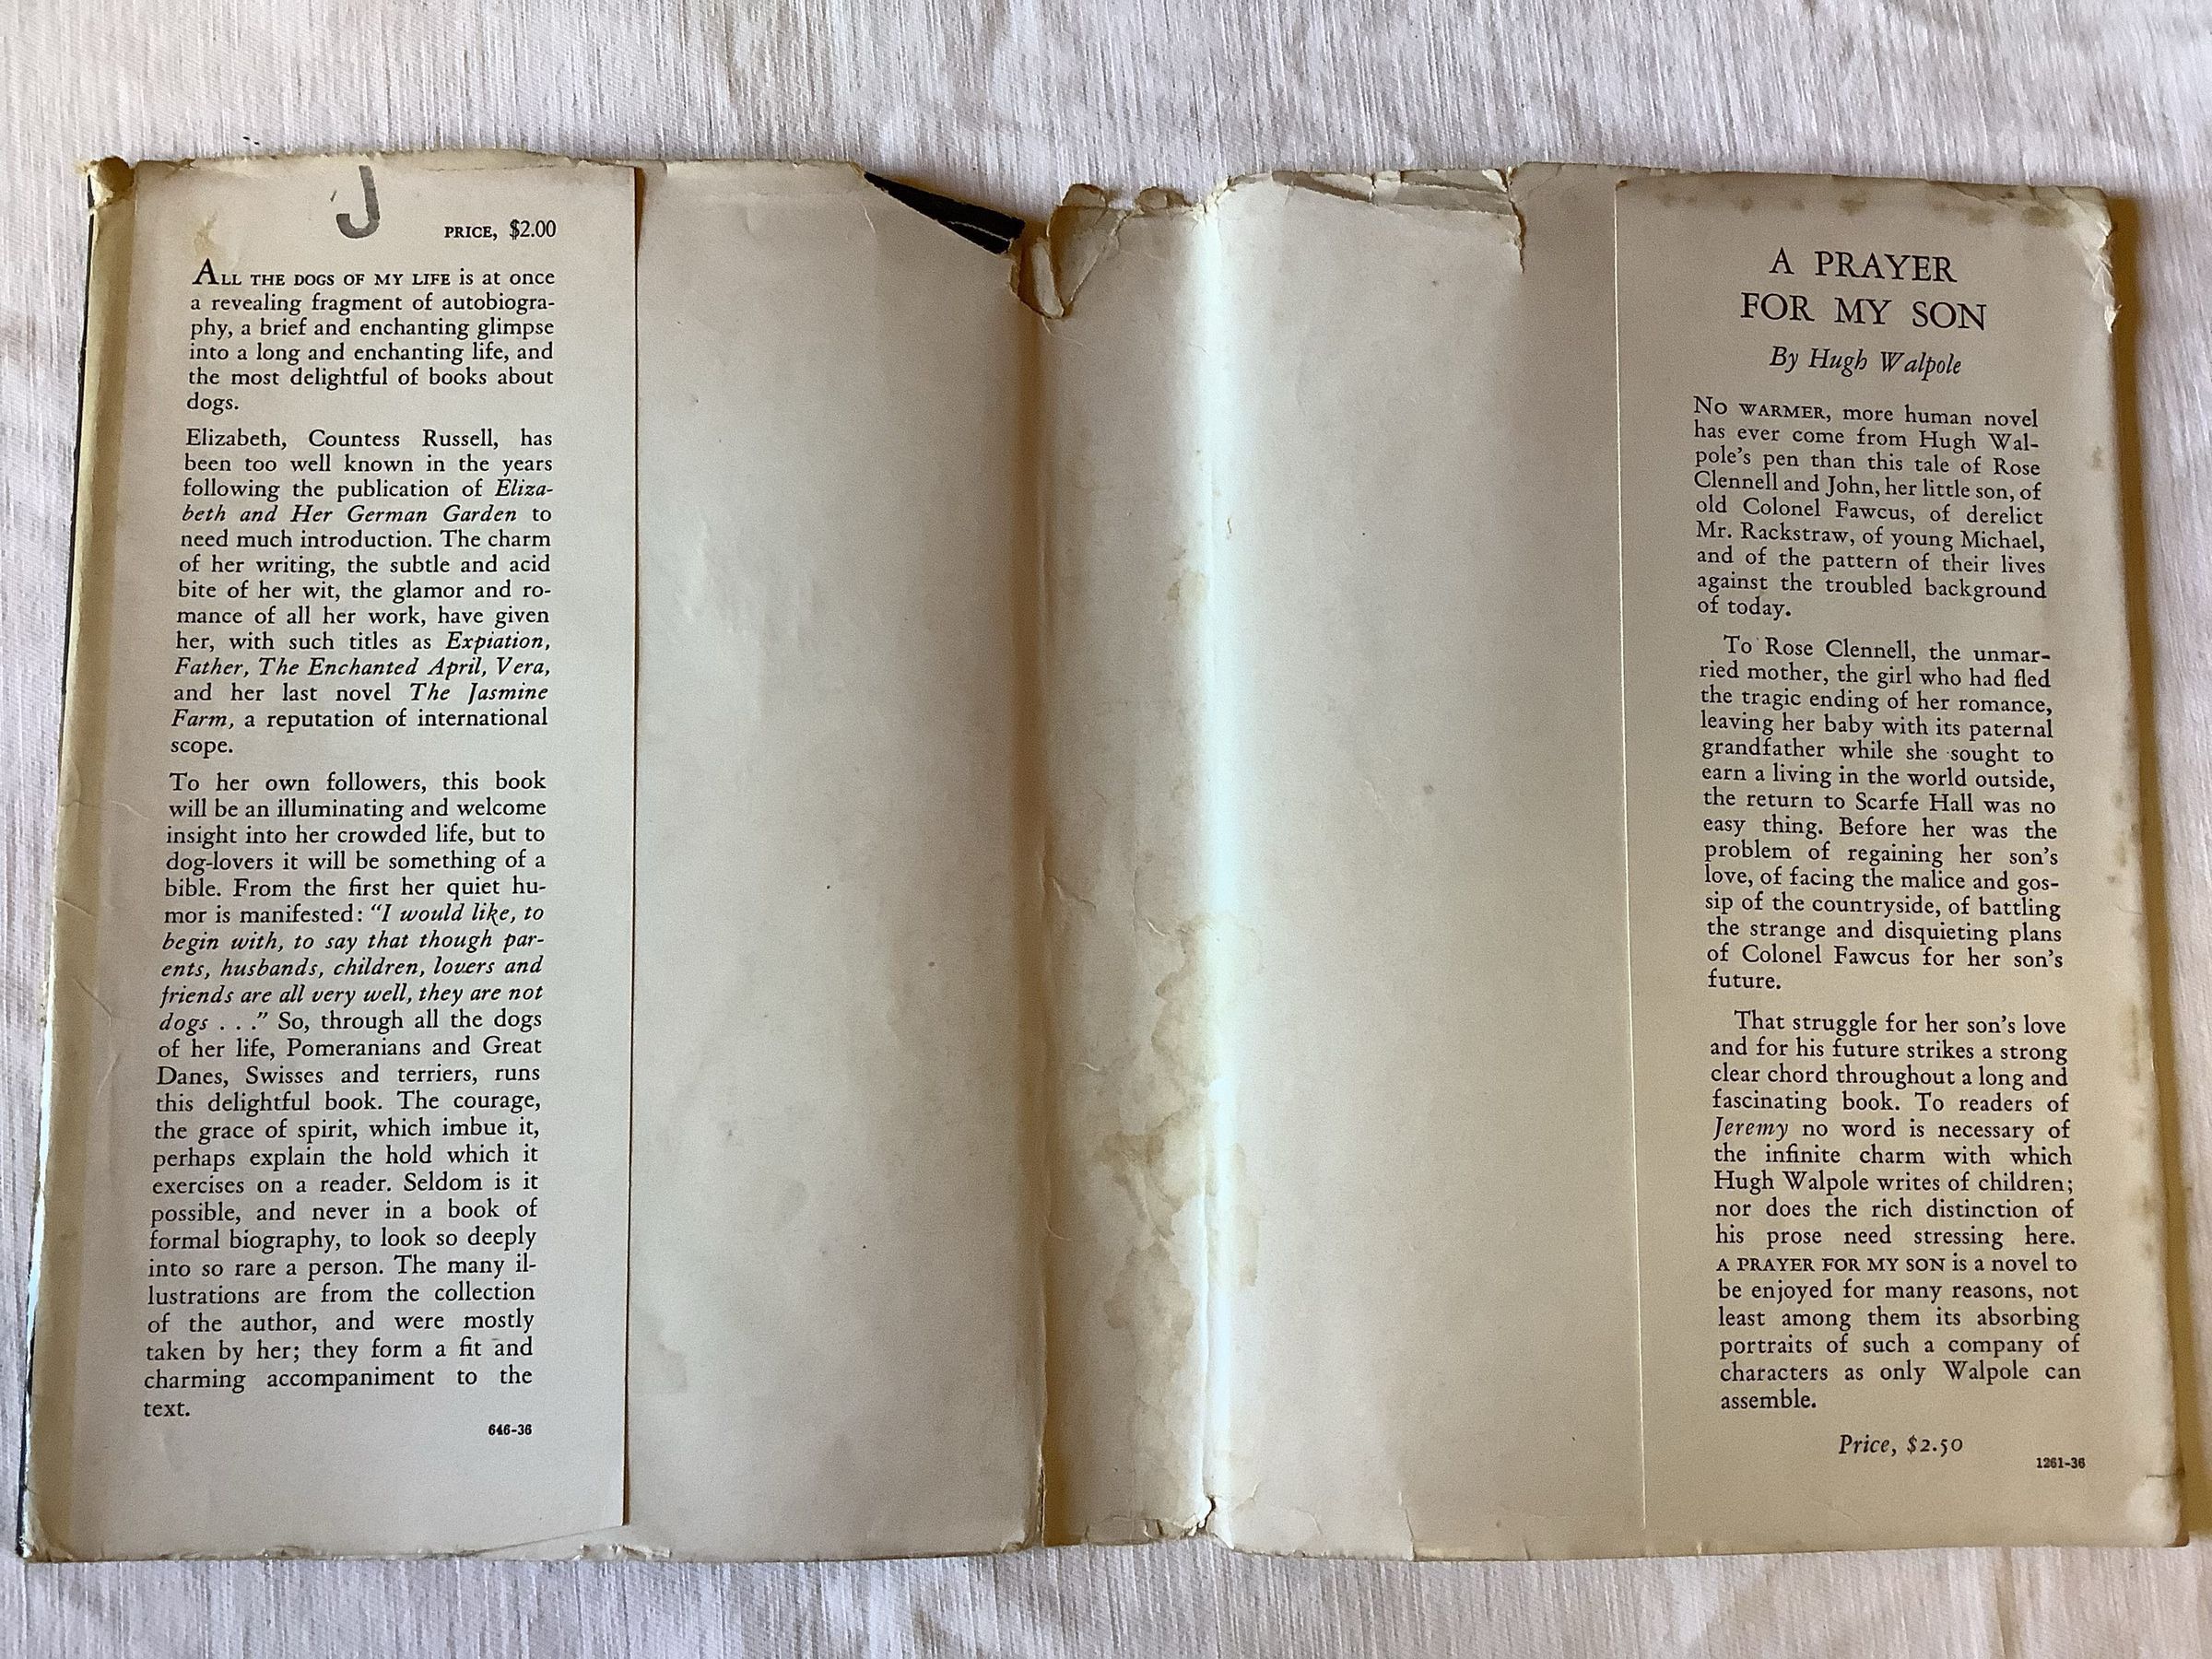 J
PRICE, $2.00
ALL THE DOGS OF MY LIFE is at once
a revealing fragment of autobiogra-
phy, a brief and enchanting glimpse
into a long and enchanting life, and
the most delightful of books about
dogs.
Elizabeth, Countess Russell, has
been too well known in the years
following the publication of Eliza-
beth and Her German Garden to
need much introduction. The charm
of her writing, the subtle and acid
bite of her wit, the glamor and ro-
mance of all her work, have given
her, with such titles as Expiation,
Father, The Enchanted April, Vera,
and her last novel The Jasmine
Farm, a reputation of international
scope.
To her own followers, this book
will be an illuminating and welcome
insight into her crowded life, but to
dog-lovers it will be something of a
bible. From the first her quiet hu-
mor is manifested: "I would like, to
begin with, to say that though par-
ents, husbands, children, lovers and
friends are all very well, they are not
dogs . . ." So, through all the dogs
of her life, Pomeranians and Great
Danes, Swisses and terriers, runs
this delightful book. The courage,
the grace of spirit, which imbue it,
perhaps explain the hold which it
exercises on a reader. Seldom is it
possible, and never in a book of
formal biography, to look so deeply
into so rare a person. The many il-
lustrations are from the collection
of the author, and were mostly
taken by her; they form a fit and
charming accompaniment to the
text.
646-36
A PRAYER
FOR MY SON
By Hugh Walpole
NO WARMER, more human novel
has ever come from Hugh Wal-
pole's pen than this tale of Rose
Clennell and John, her little son, of
old Colonel Fawcus, of derelict
Mr. Rackstraw, of young Michael,
and of the pattern of their lives
against the troubled background
of today.
To Rose Clennell, the unmar-
ried mother, the girl who had fled
the tragic ending of her romance,
leaving her baby with its paternal
grandfather while she sought to
earn a living in the world outside,
the return to Scarfe Hall was no
easy thing. Before her was the
problem of regaining her son's
love, of facing the malice and gos-
sip of the countryside, of battling
the strange and disquieting plans
of Colonel Fawcus for her son's
future.
That struggle for her son's love
and for his future strikes a strong
clear chord throughout a long and
fascinating book. To readers of
Jeremy no word is necessary of
the infinite charm with which
Hugh Walpole writes of children;
nor does the rich distinction of
his prose need stressing here.
A PRAYER FOR MY SON is a novel to
be enjoyed for many reasons, not
least among them its absorbing
portraits of such a company of
characters as only Walpole can
assemble.
Price, $2.50
1261-36